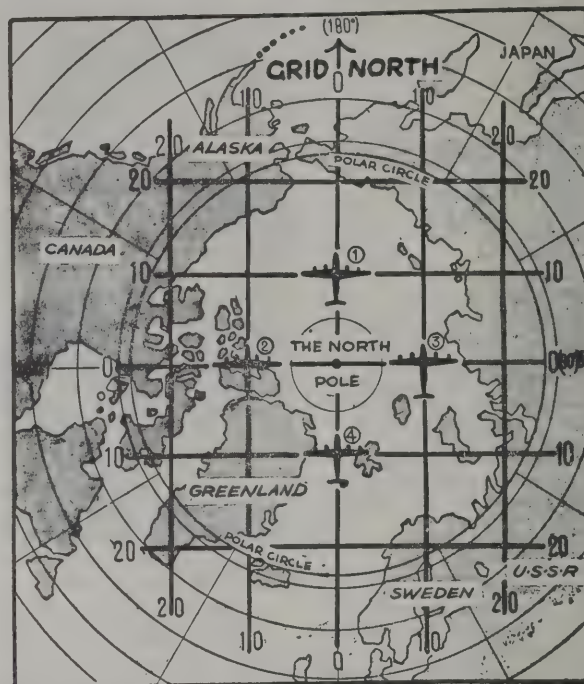 (180°)
JAPAN
GRID NORTH
10 0 10
20 20
ALASKA
POLAR CIRCLE
20 20
CANADA
10 ① 10
② ③
THE NORTH
0 0
POLE
④
10 10
GREENLAND
POLAR CIRCLE
20 20
U·S·S·R
SWEDEN
20 20
10 0 10